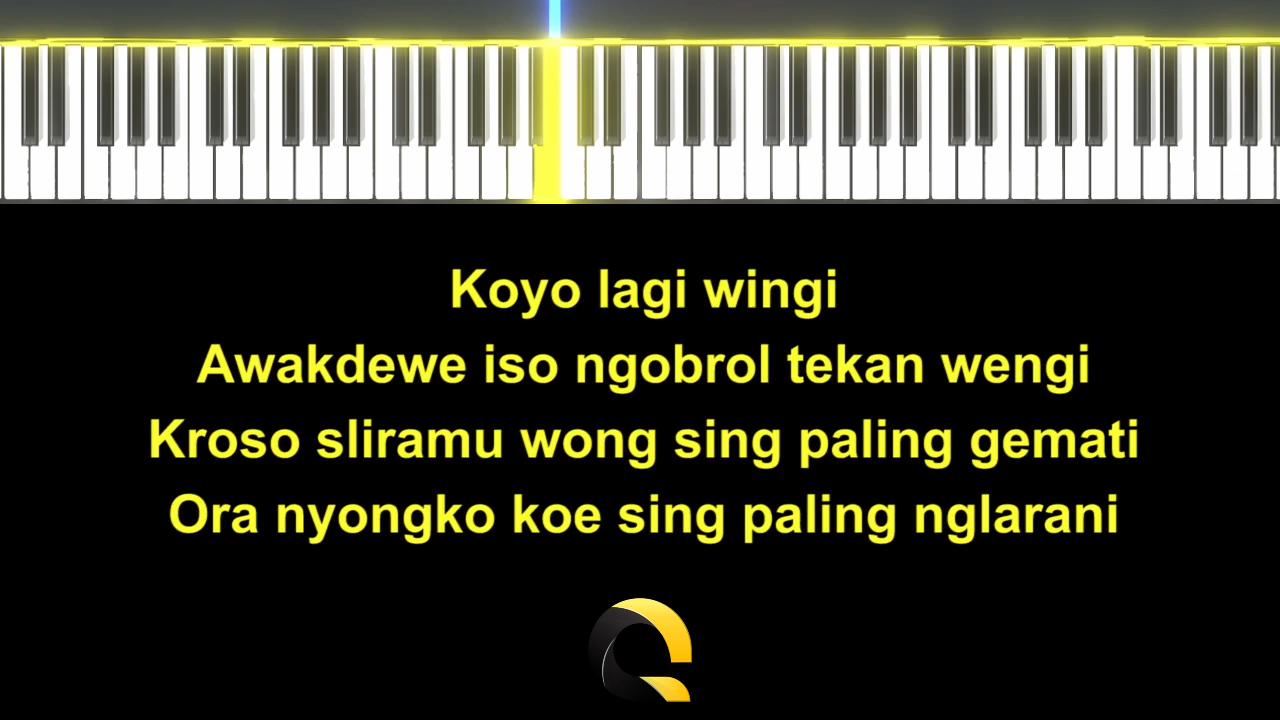 Koyo lagi wingi
Awakdewe iso ngobrol tekan wengi
Kroso sliramu wong sing paling gemati
Ora nyongko koe sing paling nglarani